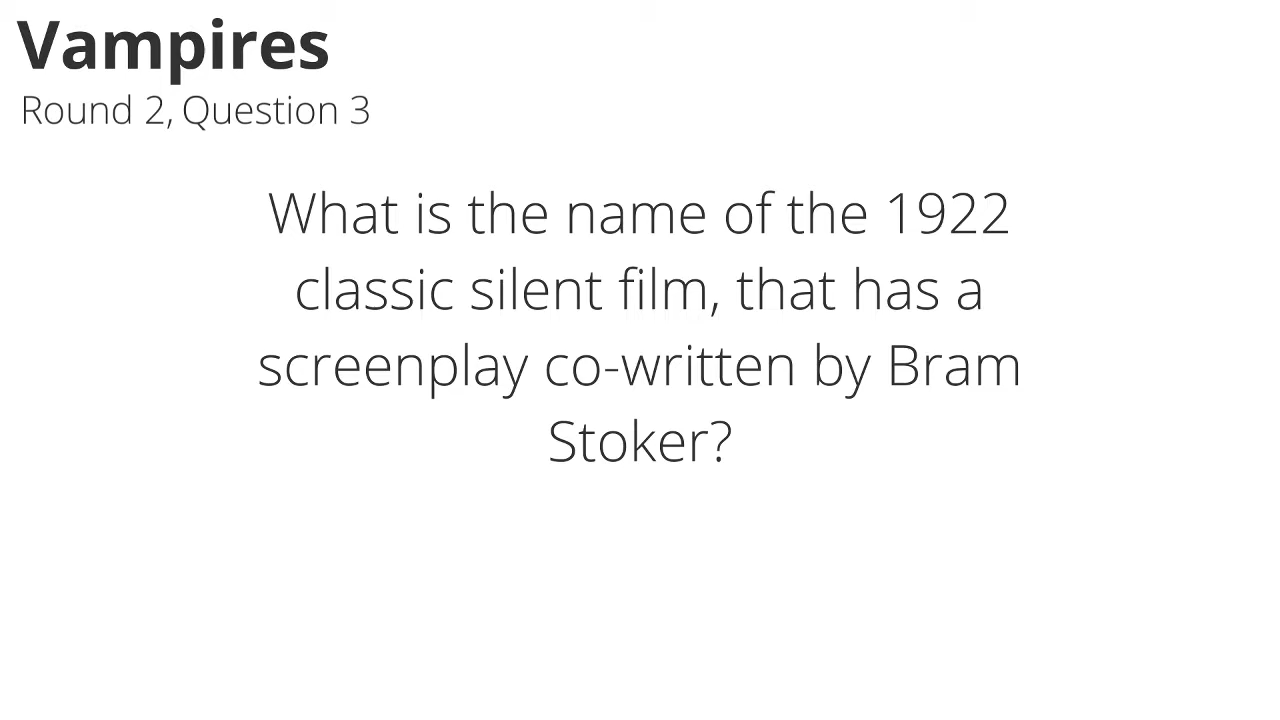 Vampires
Round 2, Question 3
What is the name of the 1922
classic silent film, that has a
screenplay co-written by Bram
Stoker?